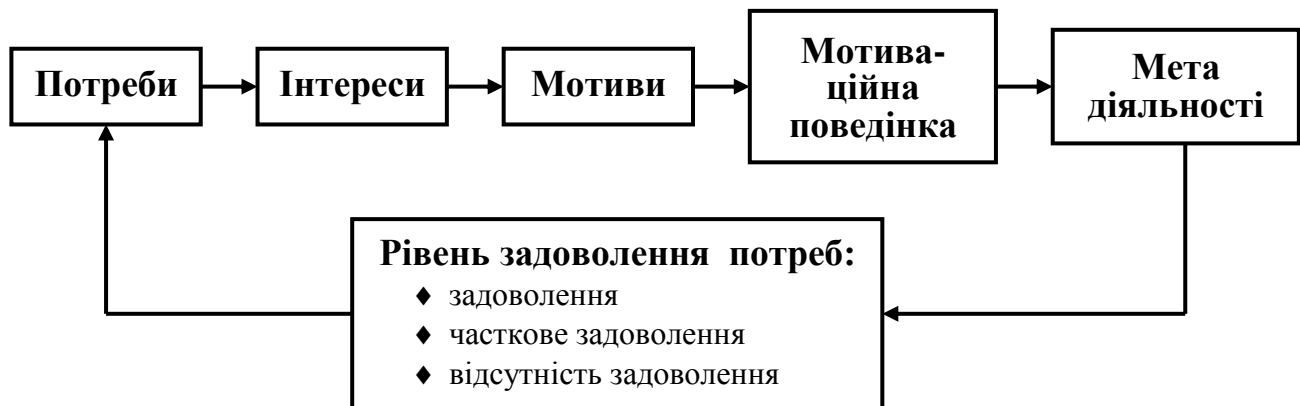 Потреби
Інтереси
Мотиви
Мотива-
ційна
поведінка
Мета
діяльності
Рівень задоволення потреб:
♦ задоволення
♦ часткове задоволення
♦ відсутність задоволення